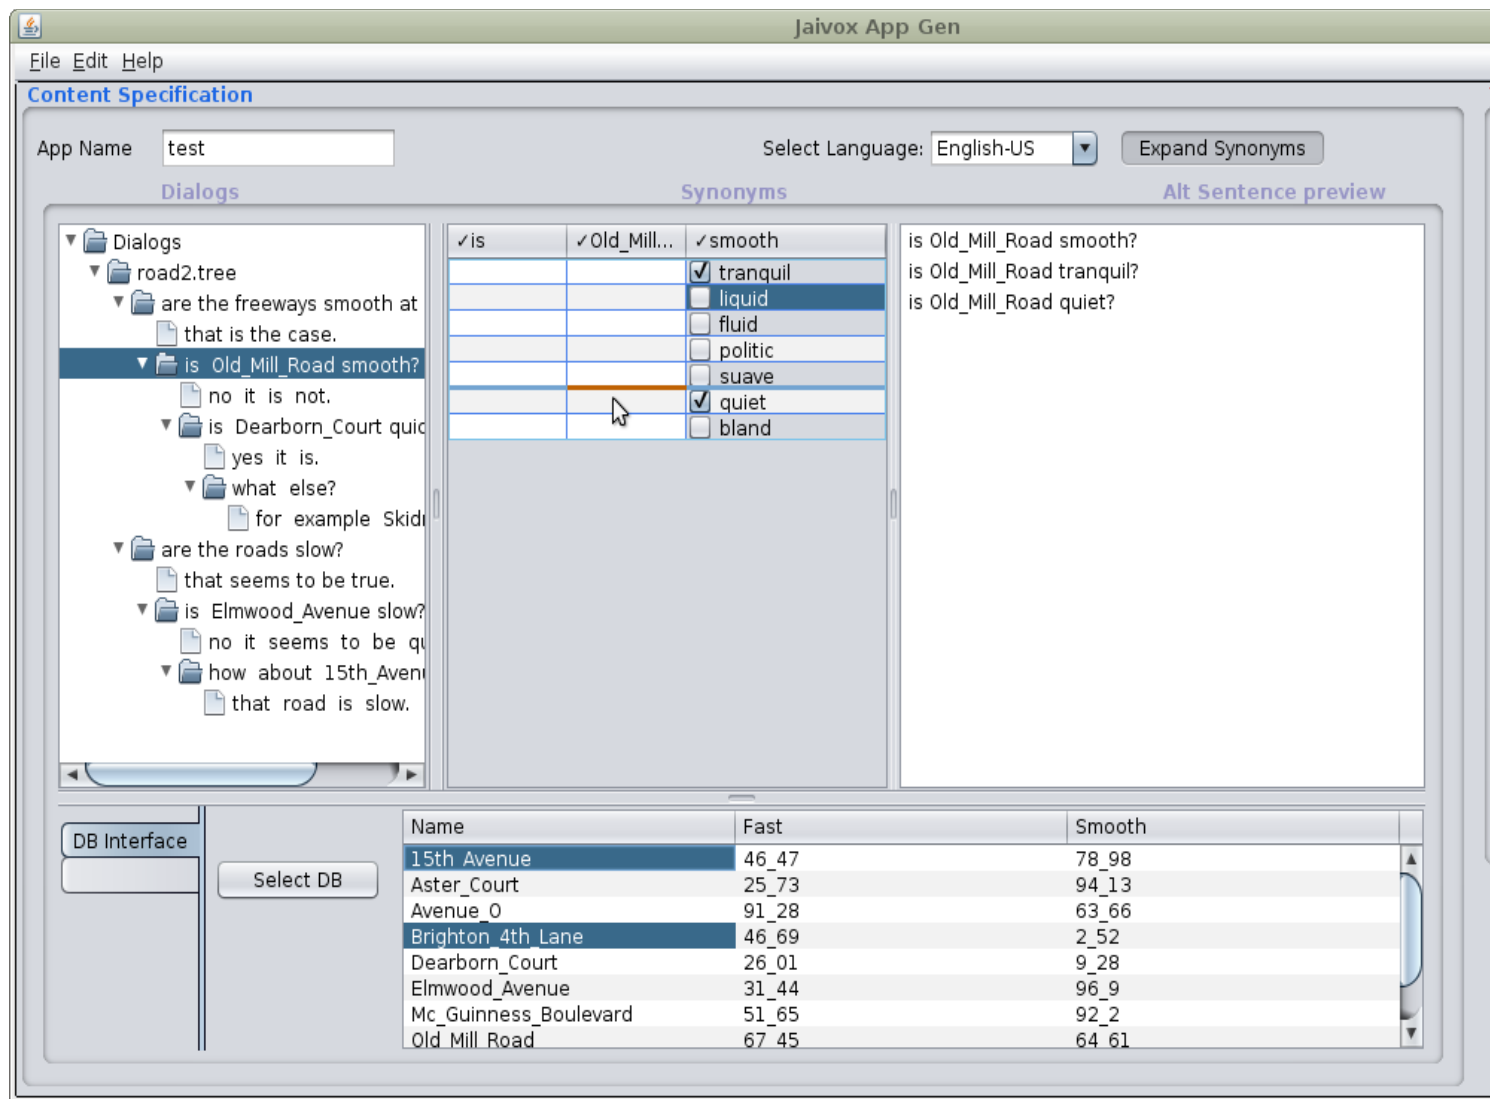 Jaivox App Gen
File Edit Help
Content Specification
App Name test Select Language: English-US Expand Synonyms
Dialogs Synonyms Alt Sentence preview
Dialogs
road2.tree
are the freeways smooth at
that is the case.
is Old_Mill_Road smooth?
no it is not.
is Dearborn_Court
yes it is.
what else?
for example
are the roads slow?
that seems to be true.
is Elmwood_Avenue slow?
no it seems to be
how about
that road is slow.
✓is ✓Old_Mill... ✓smooth
tranquil
liquid
fluid
politic
suave
quiet
bland
is Old_Mill_Road smooth?
is Old_Mill_Road tranquil?
is Old_Mill_Road quiet?
DB Interface
Select DB
Name Fast Smooth
15th_Avenue 46_47 78_98
Aster_Court 25_73 94_13
Avenue_O 91_28 63_66
Brighton_4th_Lane 46_69 2_52
Dearborn_Court 26_01 9_28
Elmwood_Avenue 31_44 96_9
Mc_Guinness_Boulevard 51_65 92_2
Old_Mill_Road 67_45 64_61